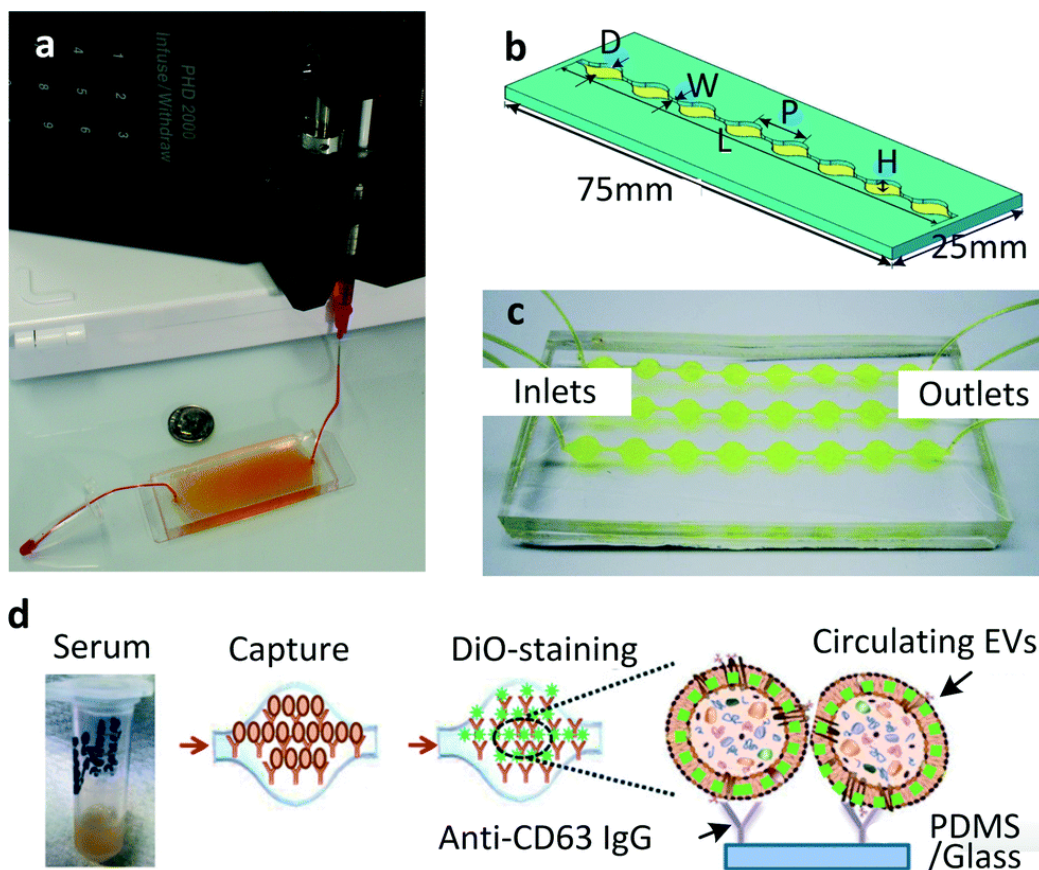 a
PHD 2000
Infuse/Withdraw
1 2 3
4 5 6
8 9
b
D
W
P
L
H
75mm
25mm
c
Inlets
Outlets
d
Serum
Capture
DiO-staining
Circulating EVs
Anti-CD63 IgG
PDMS
/Glass